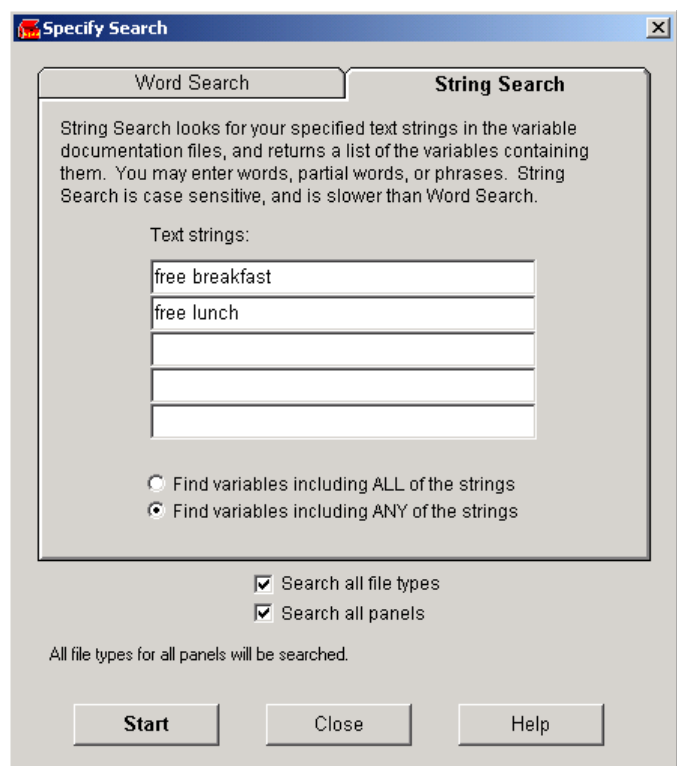 Specify Search
Word Search
String Search
String Search looks for your specified text strings in the variable
documentation files, and returns a list of the variables containing
them. You may enter words, partial words, or phrases. String
Search is case sensitive, and is slower than Word Search.
Text strings:
free breakfast
free lunch
Find variables including ALL of the strings
Find variables including ANY of the strings
Search all file types
Search all panels
All file types for all panels will be searched.
Start
Close
Help